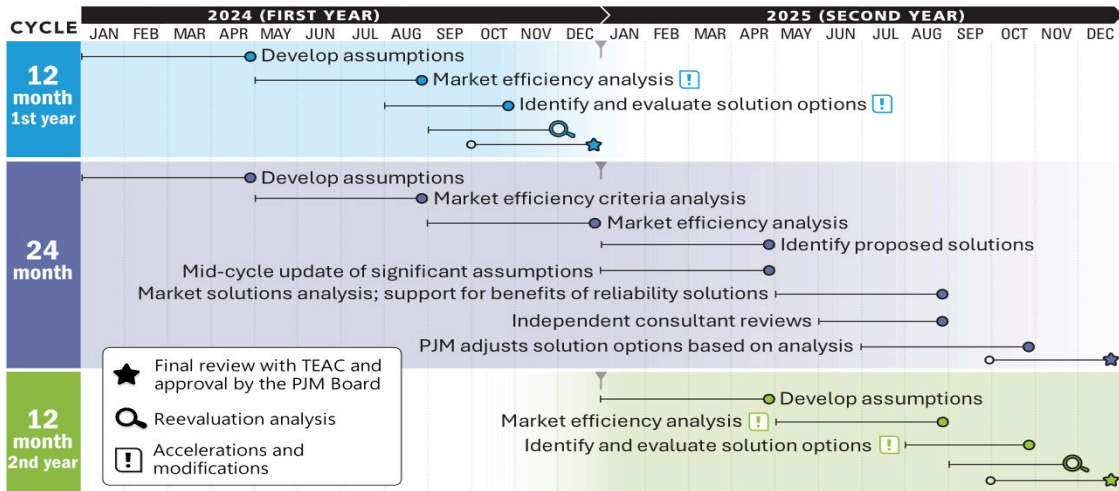 2024 (FIRST YEAR) 2025 (SECOND YEAR)
CYCLE JAN FEB MAR APR MAY JUN JUL AUG SEP OCT NOV DEC JAN FEB MAR APR MAY JUN JUL AUG SEP OCT NOV DEC
12
month
1st year
Develop assumptions
Market efficiency analysis !
Identify and evaluate solution options !
24
month
Develop assumptions
Market efficiency criteria analysis
Market efficiency analysis
Identify proposed solutions
Mid-cycle update of significant assumptions
Market solutions analysis; support for benefits of reliability solutions
Independent consultant reviews
PJM adjusts solution options based on analysis
Final review with TEAC and
approval by the PJM Board
Reevaluation analysis
! Accelerations and
modifications
12
month
2nd year
Develop assumptions
Market efficiency analysis !
Identify and evaluate solution options !